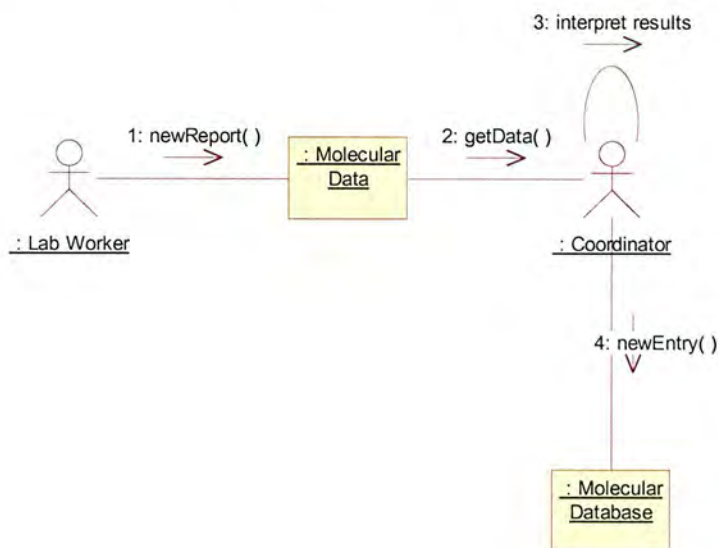 3: interpret results
1: newReport( )
2: getData( )
: Molecular
Data
: Lab Worker
: Coordinator
4: newEntry( )
: Molecular
Database